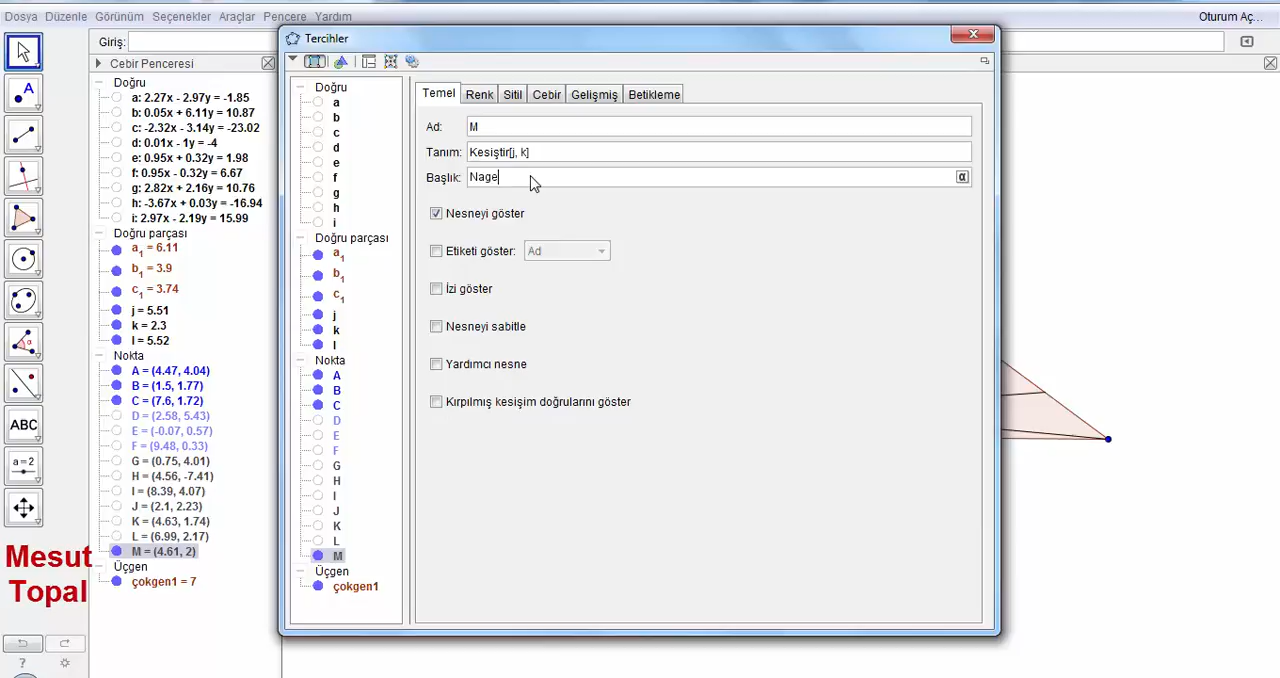 Dosya Düzenle Görünüm Seçenekler Araçlar Pencere Yardım
Oturum Aç...
Tercihler
Giriş:
Cebir Penceresi
Doğru
a: 2.27x - 2.97y = -1.85
b: 0.05x + 6.11y = 10.87
c: -2.32x - 3.14y = -23.02
d: 0.01x - 1y = -4
e: 0.95x + 0.32y = 1.98
f: 0.95x - 0.32y = 6.67
g: 2.82x + 2.16y = 10.76
h: -3.67x + 0.03y = -16.94
i: 2.97x - 2.19y = 15.99
Doğru parçası
a1 = 6.11
b1 = 3.9
c1 = 3.74
j = 5.51
k = 2.3
l = 5.52
Nokta
A = (4.47, 4.04)
B = (1.5, 1.77)
C = (7.6, 1.72)
D = (2.58, 5.43)
E = (-0.07, 0.57)
F = (9.48, 0.33)
G = (0.75, 4.01)
H = (4.56, -7.41)
I = (8.39, 4.07)
J = (2.1, 2.23)
K = (4.63, 1.74)
L = (6.99, 2.17)
M = (4.61, 2)
Üçgen
çokgen1 = 7
ABC
a=2
Mesut
Topal
Doğru
a
b
c
d
e
f
g
h
i
Doğru parçası
a1
b1
c1
j
k
l
Nokta
A
B
C
D
E
F
G
H
I
J
K
L
M
Üçgen
çokgen1
Temel Renk Sitil Cebir Gelişmiş Betikleme
Ad: M
Tanım: Kesiştir[j, k]
Başlık: Nage α
Nesneyi göster
Etiketi göster: Ad
İzi göster
Nesneyi sabitle
Yardımcı nesne
Kırpılmış kesişim doğrularını göster